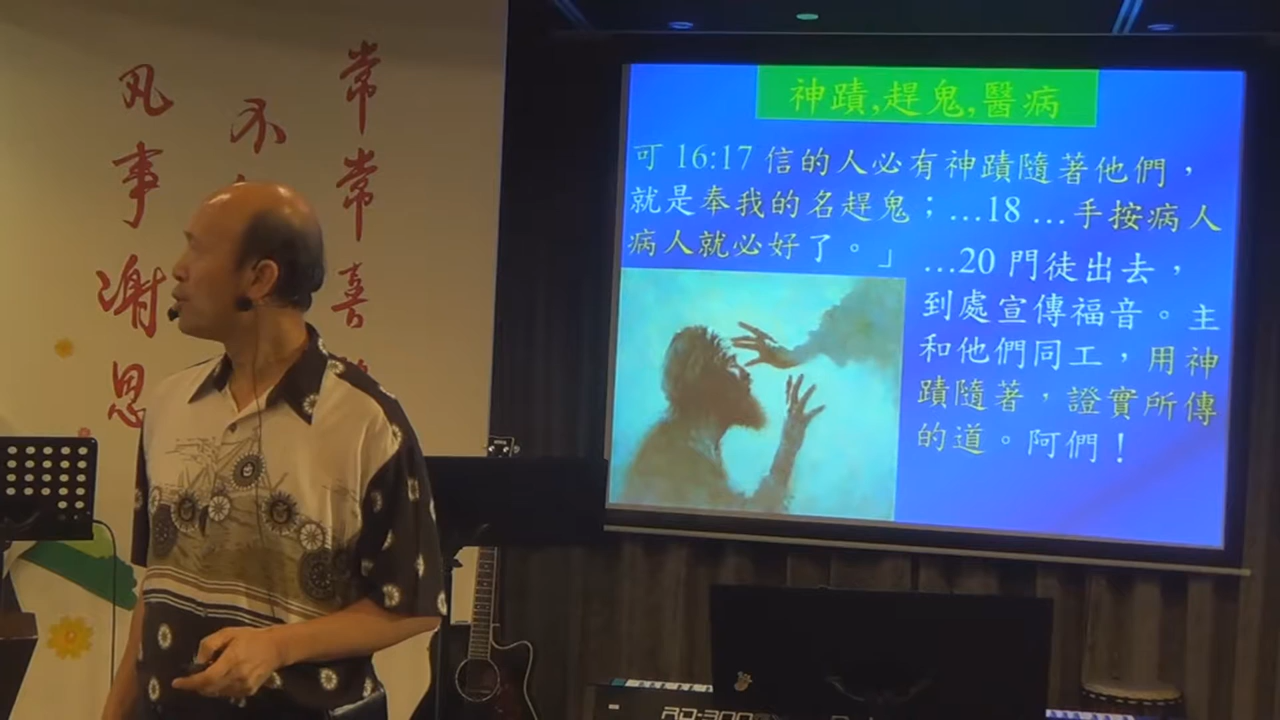 常常喜
不
凡事謝恩
神蹟,趕鬼,醫病
可 16:17 信的人必有神蹟隨著他們，
就是奉我的名趕鬼；...18 ...手按病人
病人就必好了。」
...20 門徒出去，
到處宣傳福音。主
和他們同工，用神
蹟隨著，證實所傳
的道。阿們！
RD-300